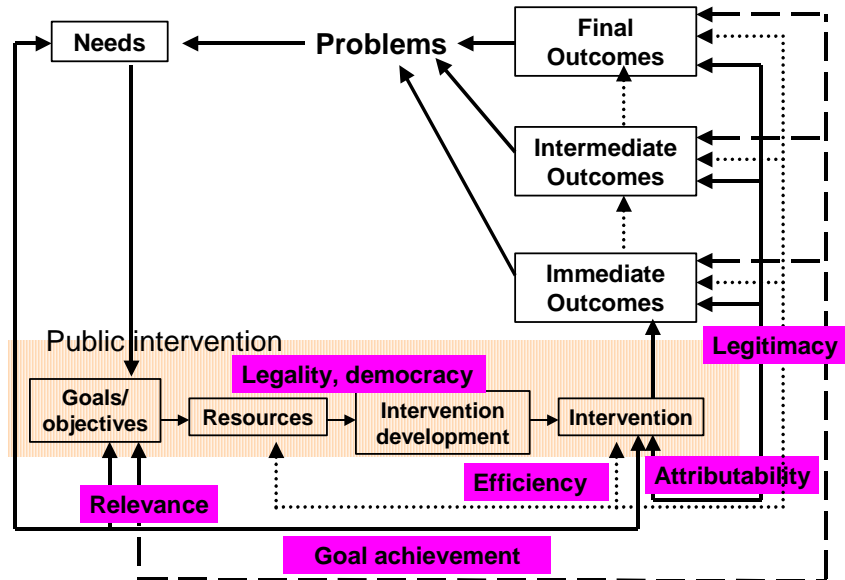 Needs
Problems
Final
Outcomes
Intermediate
Outcomes
Immediate
Outcomes
Public intervention
Legitimacy
Legality, democracy
Goals/
objectives
Resources
Intervention
development
Intervention
Relevance
Efficiency
Attributability
Goal achievement